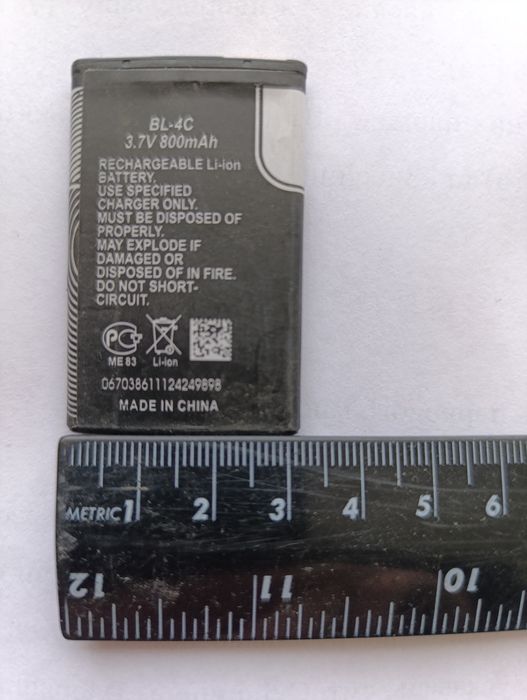 BL-4C
3.7V 800mAh
RECHARGEABLE Li-ion
BATTERY.
USE SPECIFIED
CHARGER ONLY.
MUST BE DISPOSED OF
PROPERLY.
MAY EXPLODE IF
DAMAGED OR
DISPOSED OF IN FIRE.
DO NOT SHORT-
CIRCUIT.
РС
ME 83 Li-ion
067038611124249898
MADE IN CHINA
METRIC 1 2 3 4 5 6
12 11 10